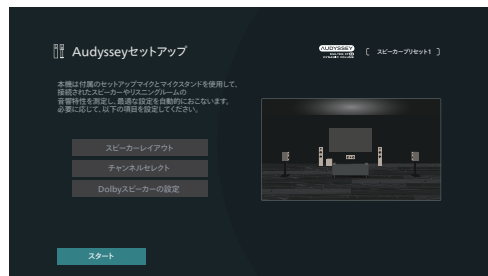 Audysseyセットアップ
AUDYSSEY
[ スピーカープリセット1 ]
本機は付属のセットアップマイクとマイクスタンドを使用して、
接続されたスピーカーやリスニングルームの
音響特性を測定し、最適な設定を自動的におこないます。
必要に応じて、以下の項目を設定してください。
スピーカーレイアウト
チャンネルセレクト
Dolbyスピーカーの設定
スタート